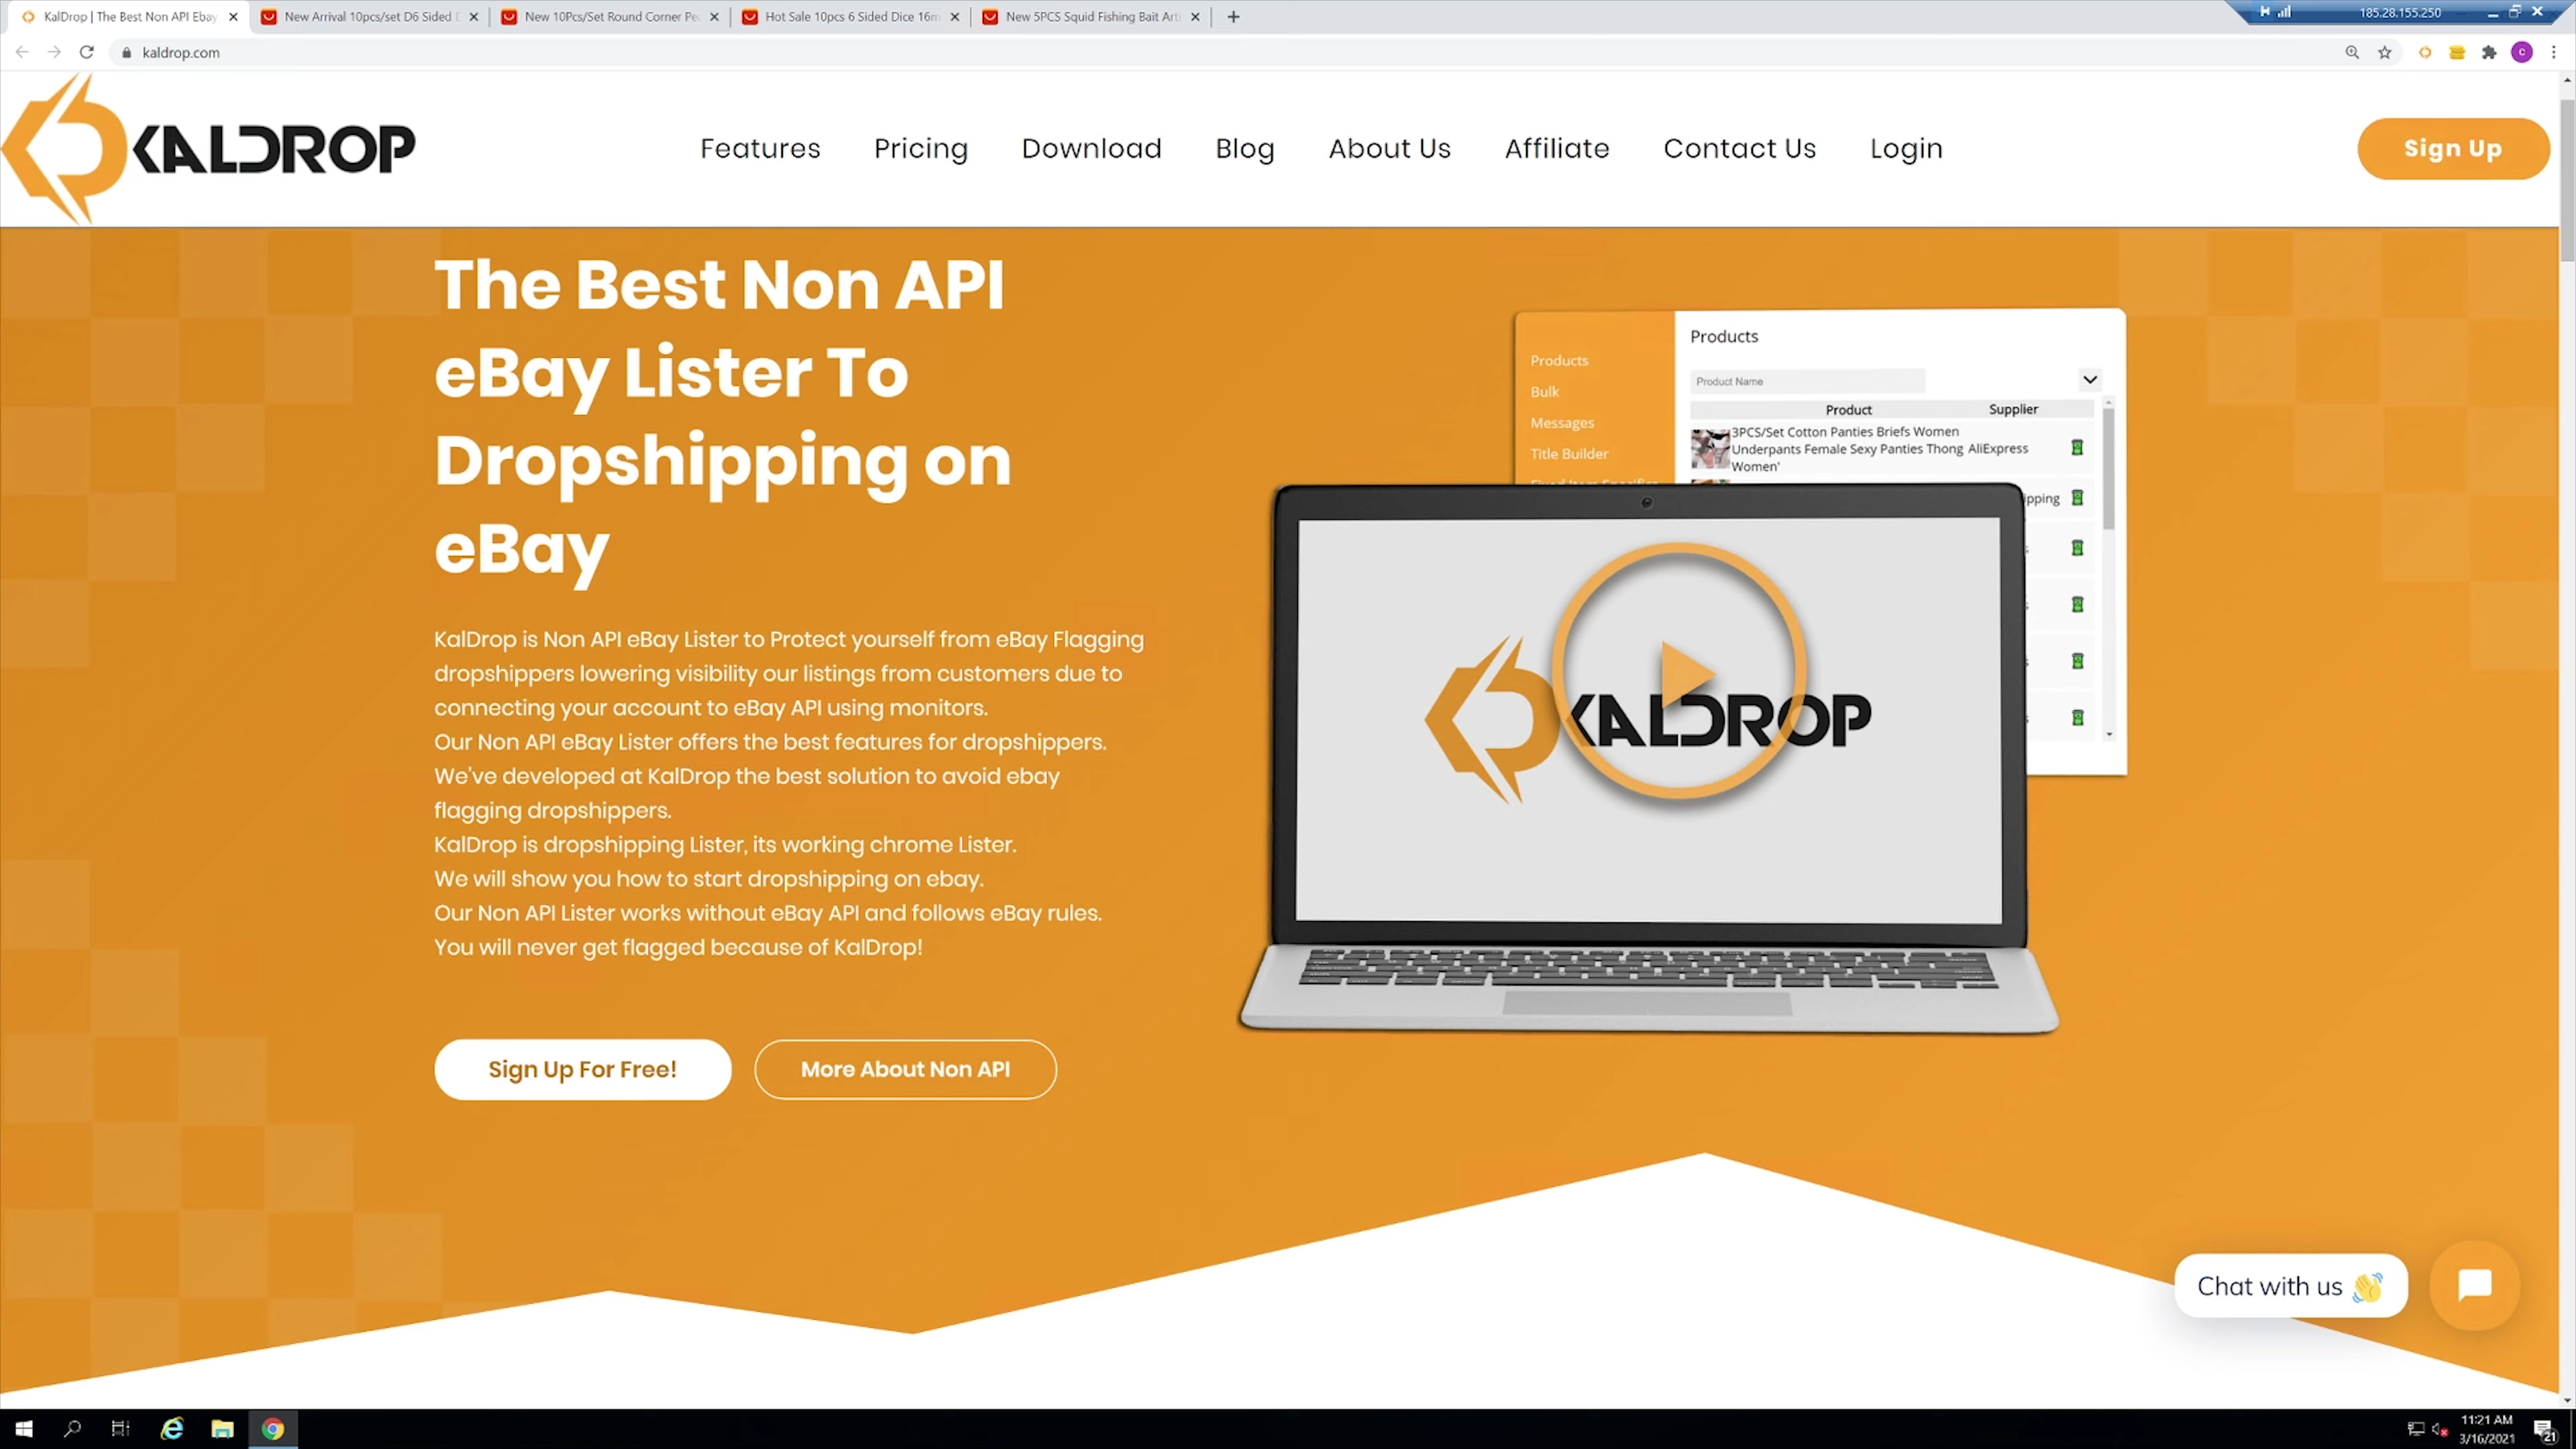 KalDrop | The Best Non API Ebay
New Arrival 10pcs/set D6 Sided D
New 10Pcs/Set Round Corner Pe
Hot Sale 10pcs 6 Sided Dice 16m
New 5PCS Squid Fishing Bait Arti
185.28.155.250
kaldrop.com
C
KALDROP
Features
Pricing
Download
Blog
About Us
Affiliate
Contact Us
Login
Sign Up
The Best Non API
eBay Lister To
Dropshipping on
eBay
KalDrop is Non API eBay Lister to Protect yourself from eBay Flagging
dropshippers lowering visibility our listings from customers due to
connecting your account to eBay API using monitors.
Our Non API eBay Lister offers the best features for dropshippers.
We've developed at KalDrop the best solution to avoid ebay
flagging dropshippers.
KalDrop is dropshipping Lister, its working chrome Lister.
We will show you how to start dropshipping on ebay.
Our Non API Lister works without eBay API and follows eBay rules.
You will never get flagged because of KalDrop!
Sign Up For Free!
More About Non API
Products
Bulk
Messages
Title Builder
Products
Product Name
Product
Supplier
3PCS/Set Cotton Panties Briefs Women
Underpants Female Sexy Panties Thong AliExpress
Women'
ipping
KALDROP
Chat with us
11:21 AM
3/16/2021
21